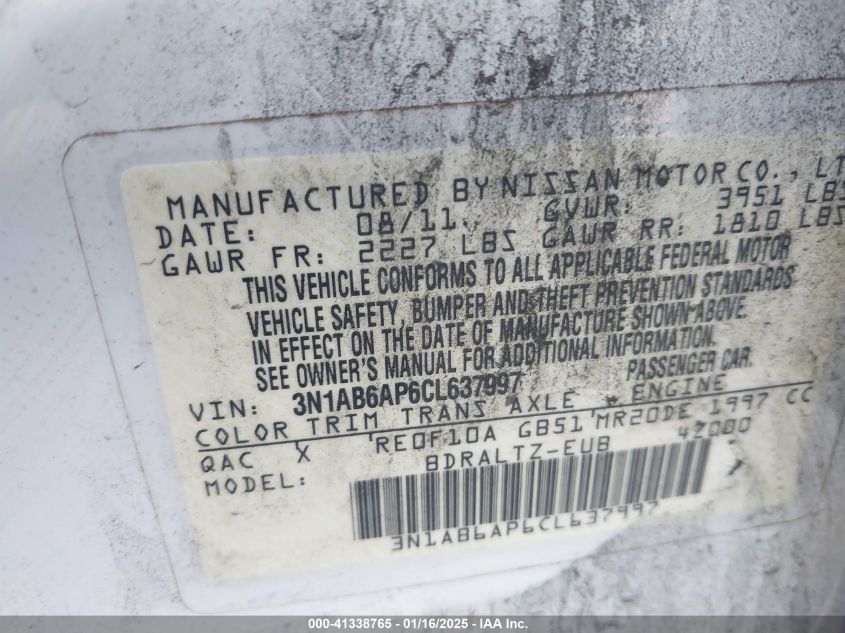 MANUFACTURED BY NISSAN MOTOR CO., LT
DATE: 08/11 GVWR: 3951 LBS
GAWR FR: 2227 LBS GAWR RR: 1810 LBS
THIS VEHICLE CONFORMS TO ALL APPLICABLE FEDERAL MOTOR
VEHICLE SAFETY, BUMPER AND THEFT PREVENTION STANDARDS
IN EFFECT ON THE DATE OF MANUFACTURE SHOWN ABOVE.
SEE OWNER'S MANUAL FOR ADDITIONAL INFORMATION.
VIN: 3N1AB6AP6CL637997 PASSENGER CAR
COLOR TRIM TRANS AXLE * ENGINE
QAC X RE0F10A GB51 MR20DE 1997 CC
MODEL: BDRALTZ-EUB 47000
3N1AB6AP6CL637997
000-41338765 - 01/16/2025 - IAA Inc.